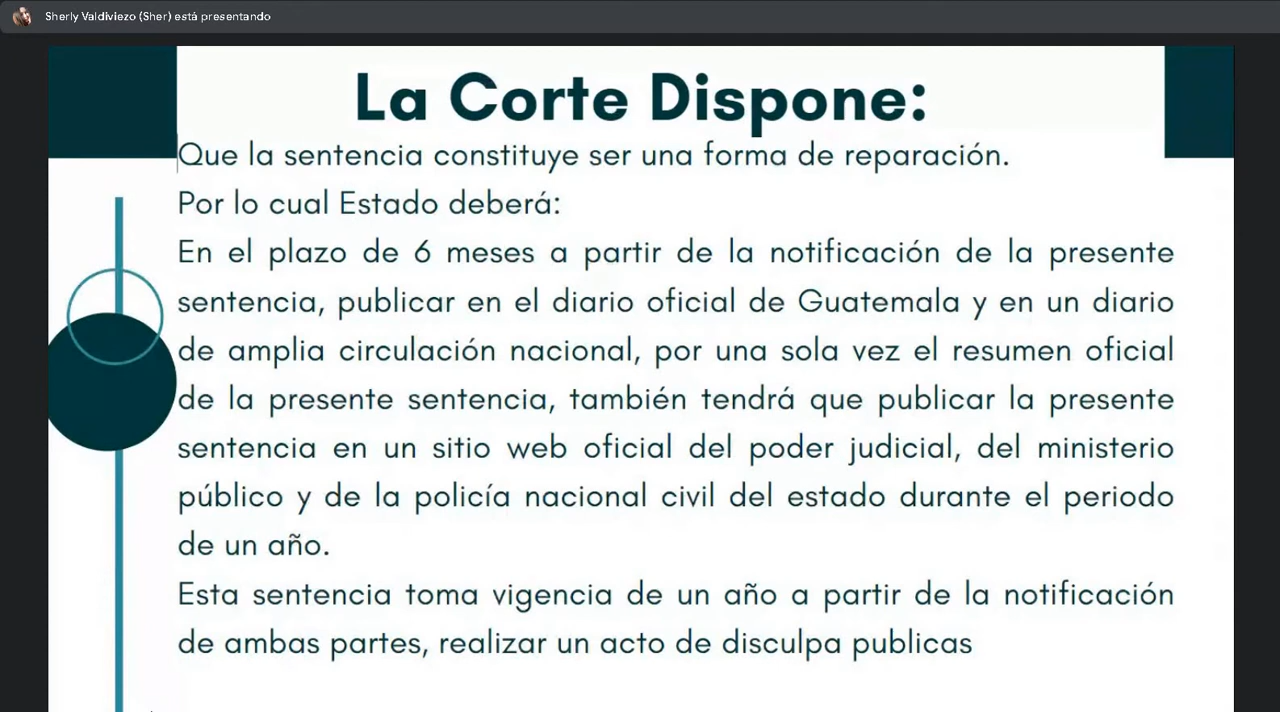 Sherly Valdiviezo (Sher) está presentando
La Corte Dispone:
Que la sentencia constituye ser una forma de reparación.
Por lo cual Estado deberá:
En el plazo de 6 meses a partir de la notificación de la presente
sentencia, publicar en el diario oficial de Guatemala y en un diario
de amplia circulación nacional, por una sola vez el resumen oficial
de la presente sentencia, también tendrá que publicar la presente
sentencia en un sitio web oficial del poder judicial, del ministerio
público y de la policía nacional civil del estado durante el periodo
de un año.
Esta sentencia toma vigencia de un año a partir de la notificación
de ambas partes, realizar un acto de disculpa publicas